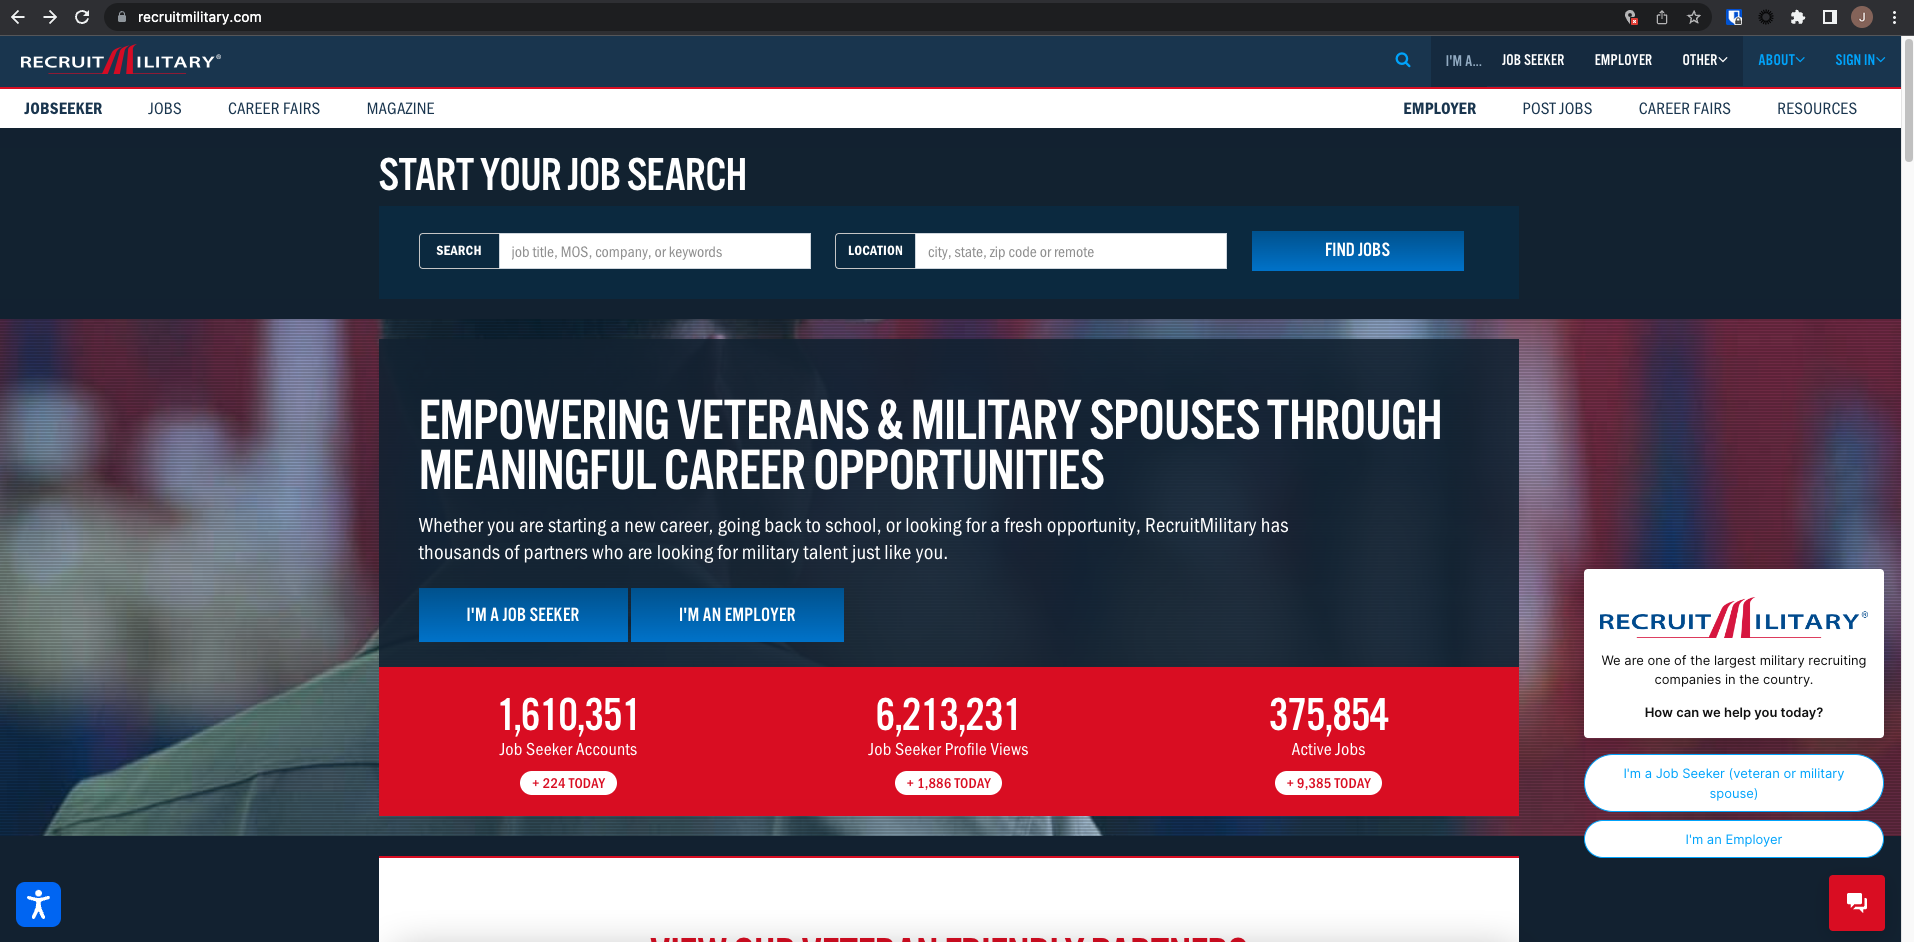 recruitmilitary.com
J
RECRUITMILITARY®
I'M A...
JOB SEEKER
EMPLOYER
OTHER
ABOUT
SIGN IN
JOBSEEKER
JOBS
CAREER FAIRS
MAGAZINE
EMPLOYER
POST JOBS
CAREER FAIRS
RESOURCES
START YOUR JOB SEARCH
SEARCH
job title, MOS, company, or keywords
LOCATION
city, state, zip code or remote
FIND JOBS
EMPOWERING VETERANS & MILITARY SPOUSES THROUGH
MEANINGFUL CAREER OPPORTUNITIES
Whether you are starting a new career, going back to school, or looking for a fresh opportunity, RecruitMilitary has
thousands of partners who are looking for military talent just like you.
I'M A JOB SEEKER
I'M AN EMPLOYER
1,610,351
Job Seeker Accounts
+ 224 TODAY
6,213,231
Job Seeker Profile Views
+ 1,886 TODAY
375,854
Active Jobs
+ 9,385 TODAY
RECRUITMILITARY®
We are one of the largest military recruiting
companies in the country.
How can we help you today?
I'm a Job Seeker (veteran or military
spouse)
I'm an Employer
VIEW OUR VETERAN FRIENDLY PARTNERS